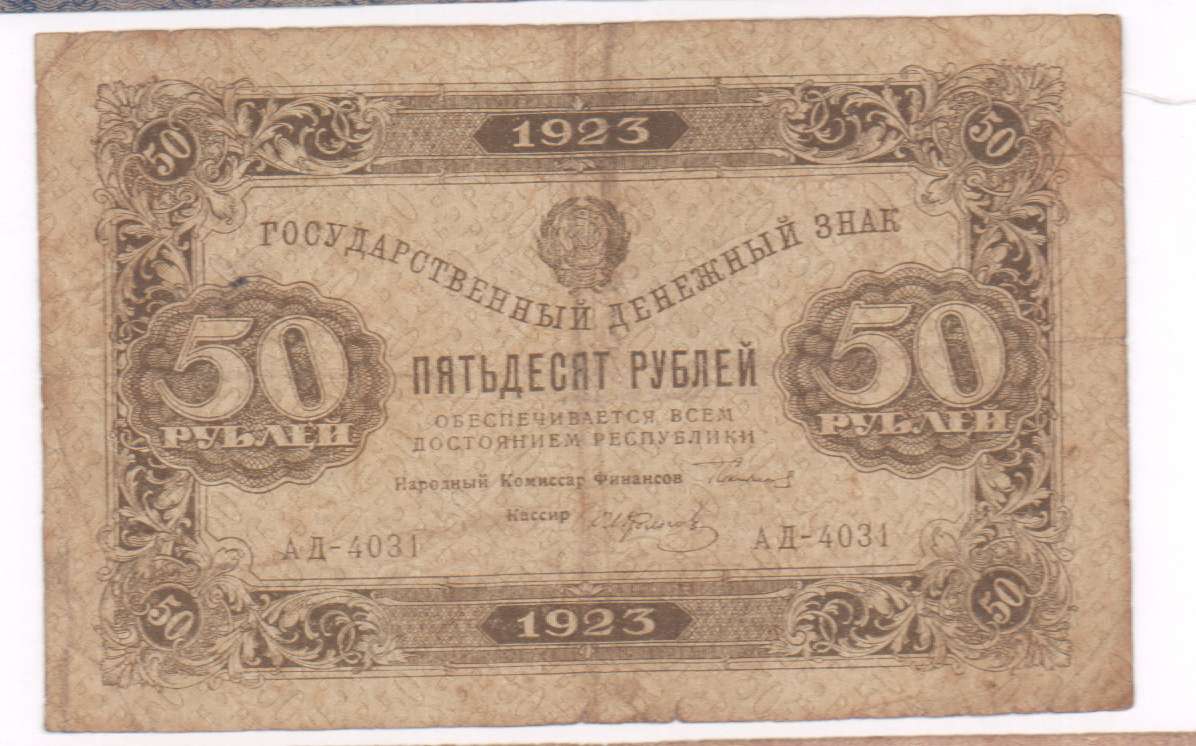 50 1923 50
ГОСУДАРСТВЕННЫЙ ДЕНЕЖНЫЙ ЗНАК
50 РУБЛЕЙ
ПЯТЬДЕСЯТ РУБЛЕЙ
50 РУБЛЕЙ
ОБЕСПЕЧИВАЕТСЯ ВСЕМ
ДОСТОЯНИЕМ РЕСПУБЛИКИ
Народный Комиссар Финансов
Кассир
АД-4031 АД-4031
50 1923 50